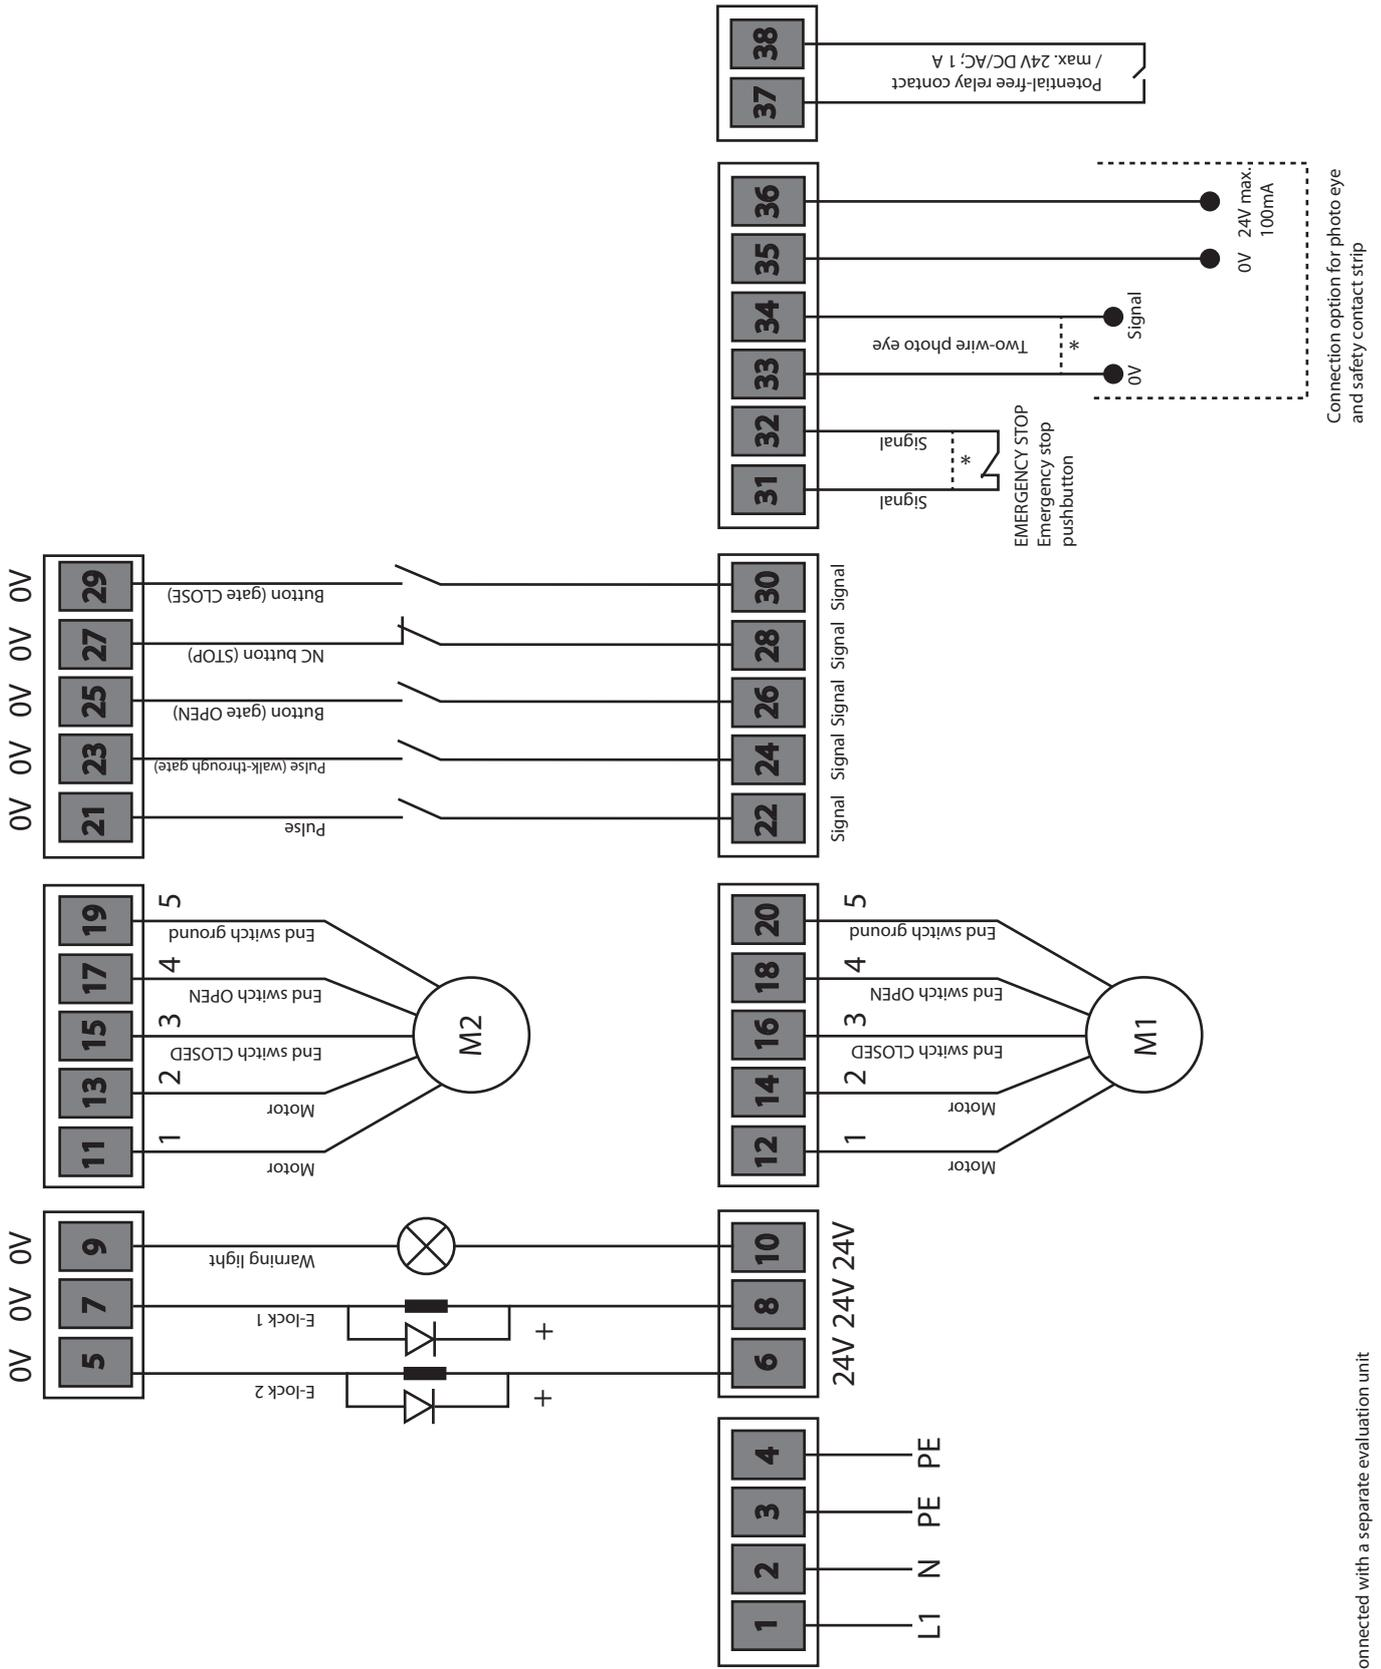 0V
0V
0V
5
7
9
E-lock 2
E-lock 1
Warning light
+
+
6
8
10
24V
24V
24V
1
2
3
4
L1
N
PE
PE
11
13
15
17
19
1
2
3
4
5
Motor
Motor
End switch CLOSED
End switch OPEN
End switch ground
M2
12
14
16
18
20
1
2
3
4
5
Motor
Motor
End switch CLOSED
End switch OPEN
End switch ground
M1
0V
0V
0V
0V
0V
21
23
25
27
29
Pulse
Pulse (walk-through gate)
Button (gate OPEN)
NC button (STOP)
Button (gate CLOSE)
22
24
26
28
30
Signal
Signal
Signal
Signal
Signal
31
32
33
34
35
36
Signal
Signal
*
EMERGENCY STOP
Emergency stop
pushbutton
Two-wire photo eye
*
0V
Signal
0V
24V max.
100mA
Connection option for photo eye
and safety contact strip
37
38
Potential-free relay contact
/ max. 24V DC/AC; 1 A
onnected with a separate evaluation unit